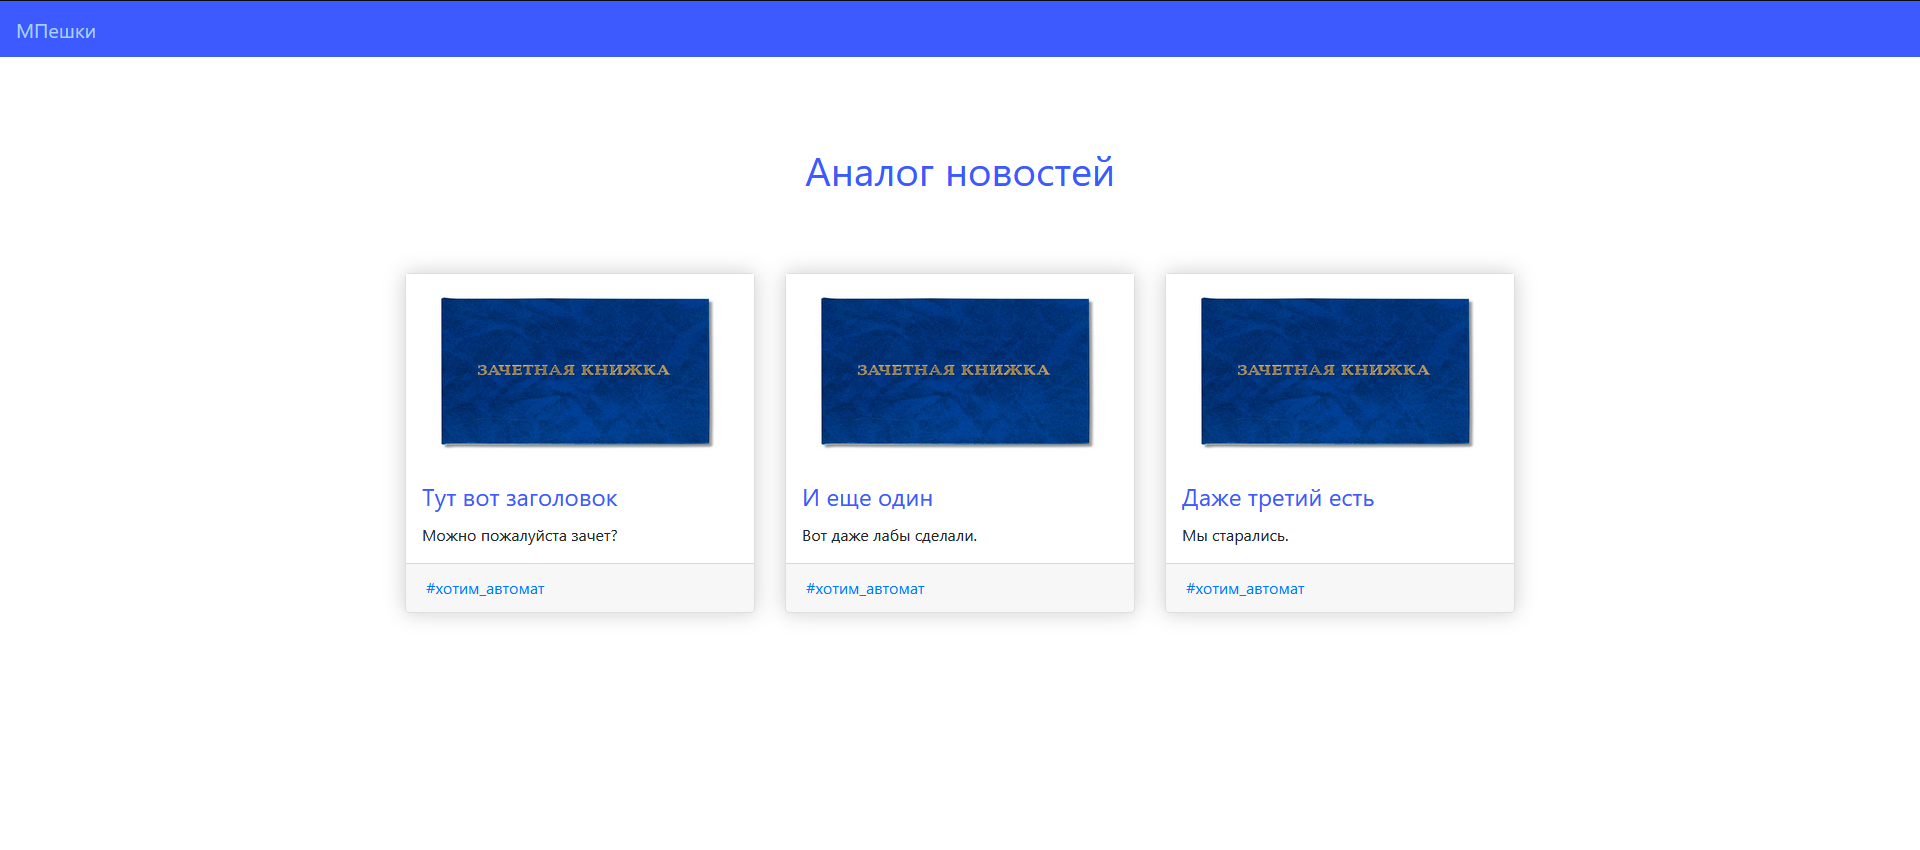 МПешки
Аналог новостей
ЗАЧЕТНАЯ КНИЖКА
Тут вот заголовок
Можно пожалуйста зачет?
#хотим_автомат
ЗАЧЕТНАЯ КНИЖКА
И еще один
Вот даже лабы сделали.
#хотим_автомат
ЗАЧЕТНАЯ КНИЖКА
Даже третий есть
Мы старались.
#хотим_автомат